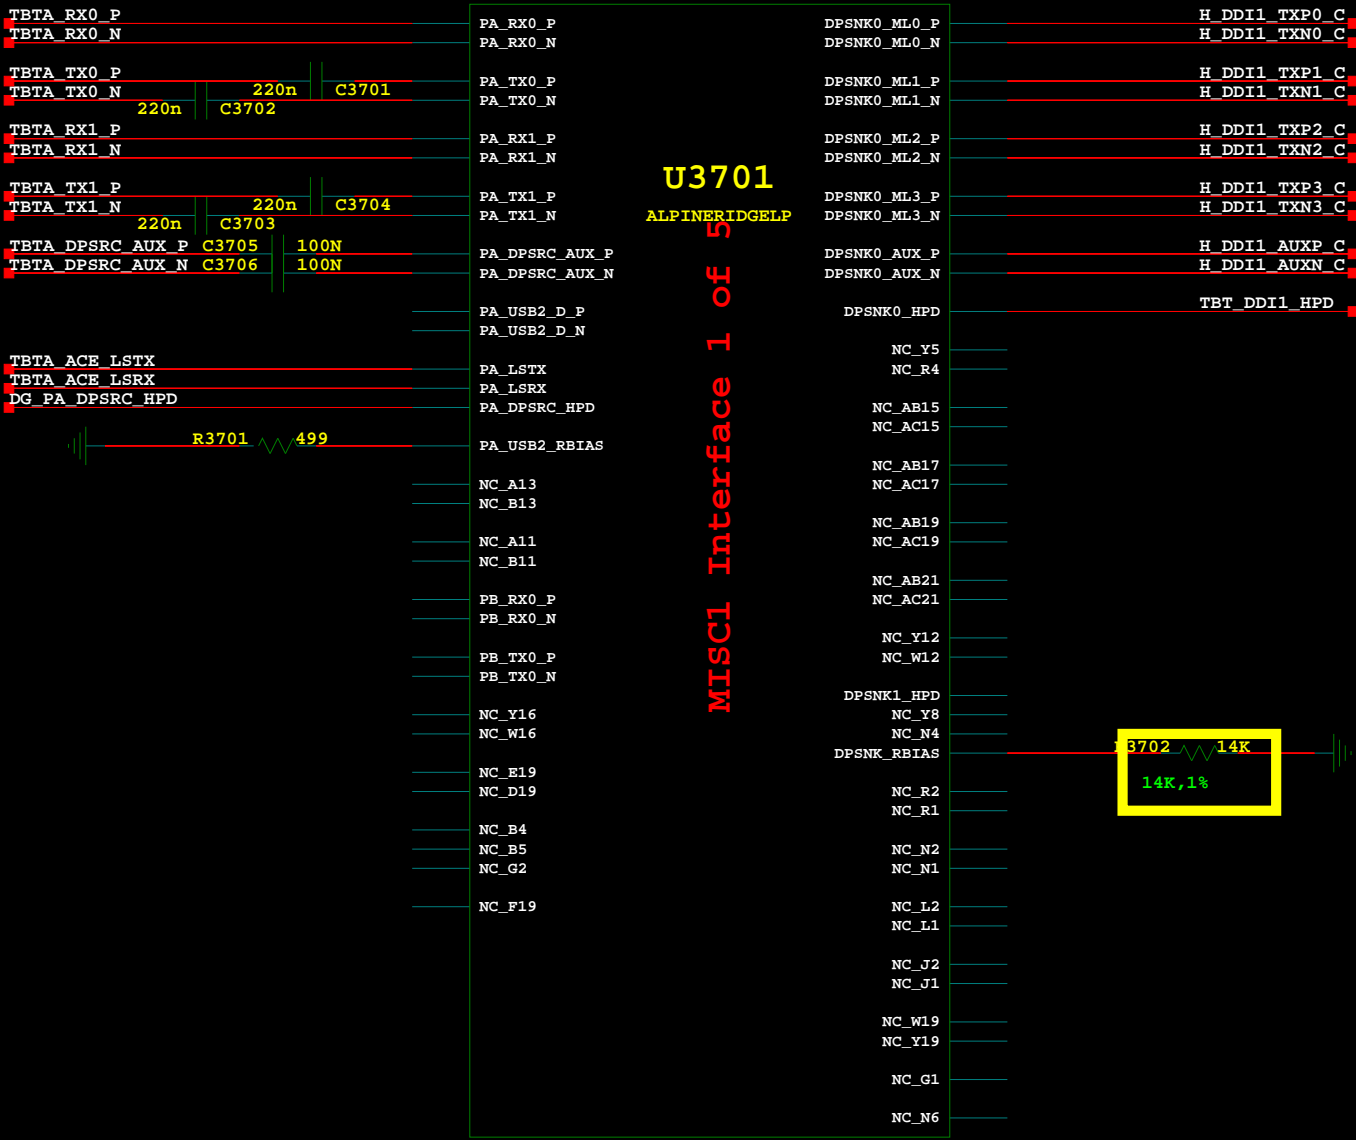 TBTA_RX0_P
TBTA_RX0_N
TBTA_TX0_P
TBTA_TX0_N
220n C3701
220n C3702
TBTA_RX1_P
TBTA_RX1_N
TBTA_TX1_P
TBTA_TX1_N
220n C3704
220n C3703
TBTA_DPSRC_AUX_P C3705 100N
TBTA_DPSRC_AUX_N C3706 100N
TBTA_ACE_LSTX
TBTA_ACE_LSRX
DG_PA_DPSRC_HPD
R3701 499
PA_RX0_P
PA_RX0_N
PA_TX0_P
PA_TX0_N
PA_RX1_P
PA_RX1_N
PA_TX1_P
PA_TX1_N
PA_DPSRC_AUX_P
PA_DPSRC_AUX_N
PA_USB2_D_P
PA_USB2_D_N
PA_LSTX
PA_LSRX
PA_DPSRC_HPD
PA_USB2_RBIAS
NC_A13
NC_B13
NC_A11
NC_B11
PB_RX0_P
PB_RX0_N
PB_TX0_P
PB_TX0_N
NC_Y16
NC_W16
NC_E19
NC_D19
NC_B4
NC_B5
NC_G2
NC_F19
U3701
ALPINERIDGELP
MISC1 Interface 1 of 5
DPSNK0_ML0_P
DPSNK0_ML0_N
DPSNK0_ML1_P
DPSNK0_ML1_N
DPSNK0_ML2_P
DPSNK0_ML2_N
DPSNK0_ML3_P
DPSNK0_ML3_N
DPSNK0_AUX_P
DPSNK0_AUX_N
DPSNK0_HPD
NC_Y5
NC_R4
NC_AB15
NC_AC15
NC_AB17
NC_AC17
NC_AB19
NC_AC19
NC_AB21
NC_AC21
NC_Y12
NC_W12
DPSNK1_HPD
NC_Y8
NC_N4
DPSNK_RBIAS
NC_R2
NC_R1
NC_N2
NC_N1
NC_L2
NC_L1
NC_J2
NC_J1
NC_W19
NC_Y19
NC_G1
NC_N6
H_DDI1_TXP0_C
H_DDI1_TXN0_C
H_DDI1_TXP1_C
H_DDI1_TXN1_C
H_DDI1_TXP2_C
H_DDI1_TXN2_C
H_DDI1_TXP3_C
H_DDI1_TXN3_C
H_DDI1_AUXP_C
H_DDI1_AUXN_C
TBT_DDI1_HPD
R3702 14K
14K,1%